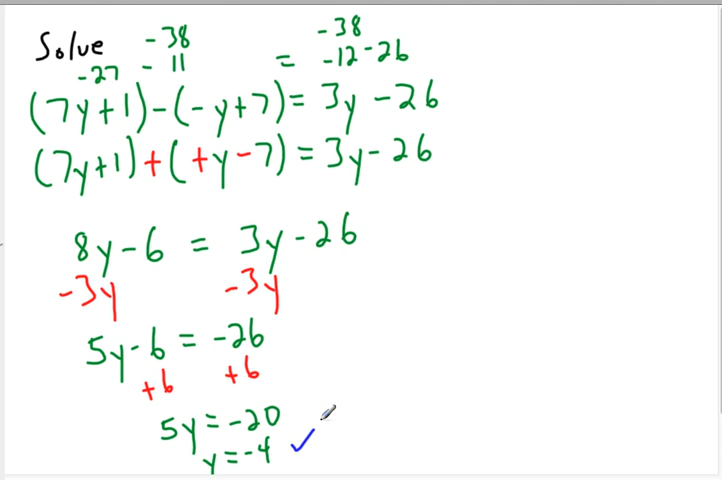 Solve -38 -38
-27 - 11 = -12-26
(7y+1)-(-y+7)= 3y -26
(7y+1)+(+y-7)=3y-26
8y-6 = 3y-26
-3y -3y
5y-6 = -26
+6 +6
5y=-20
y=-4 ✓